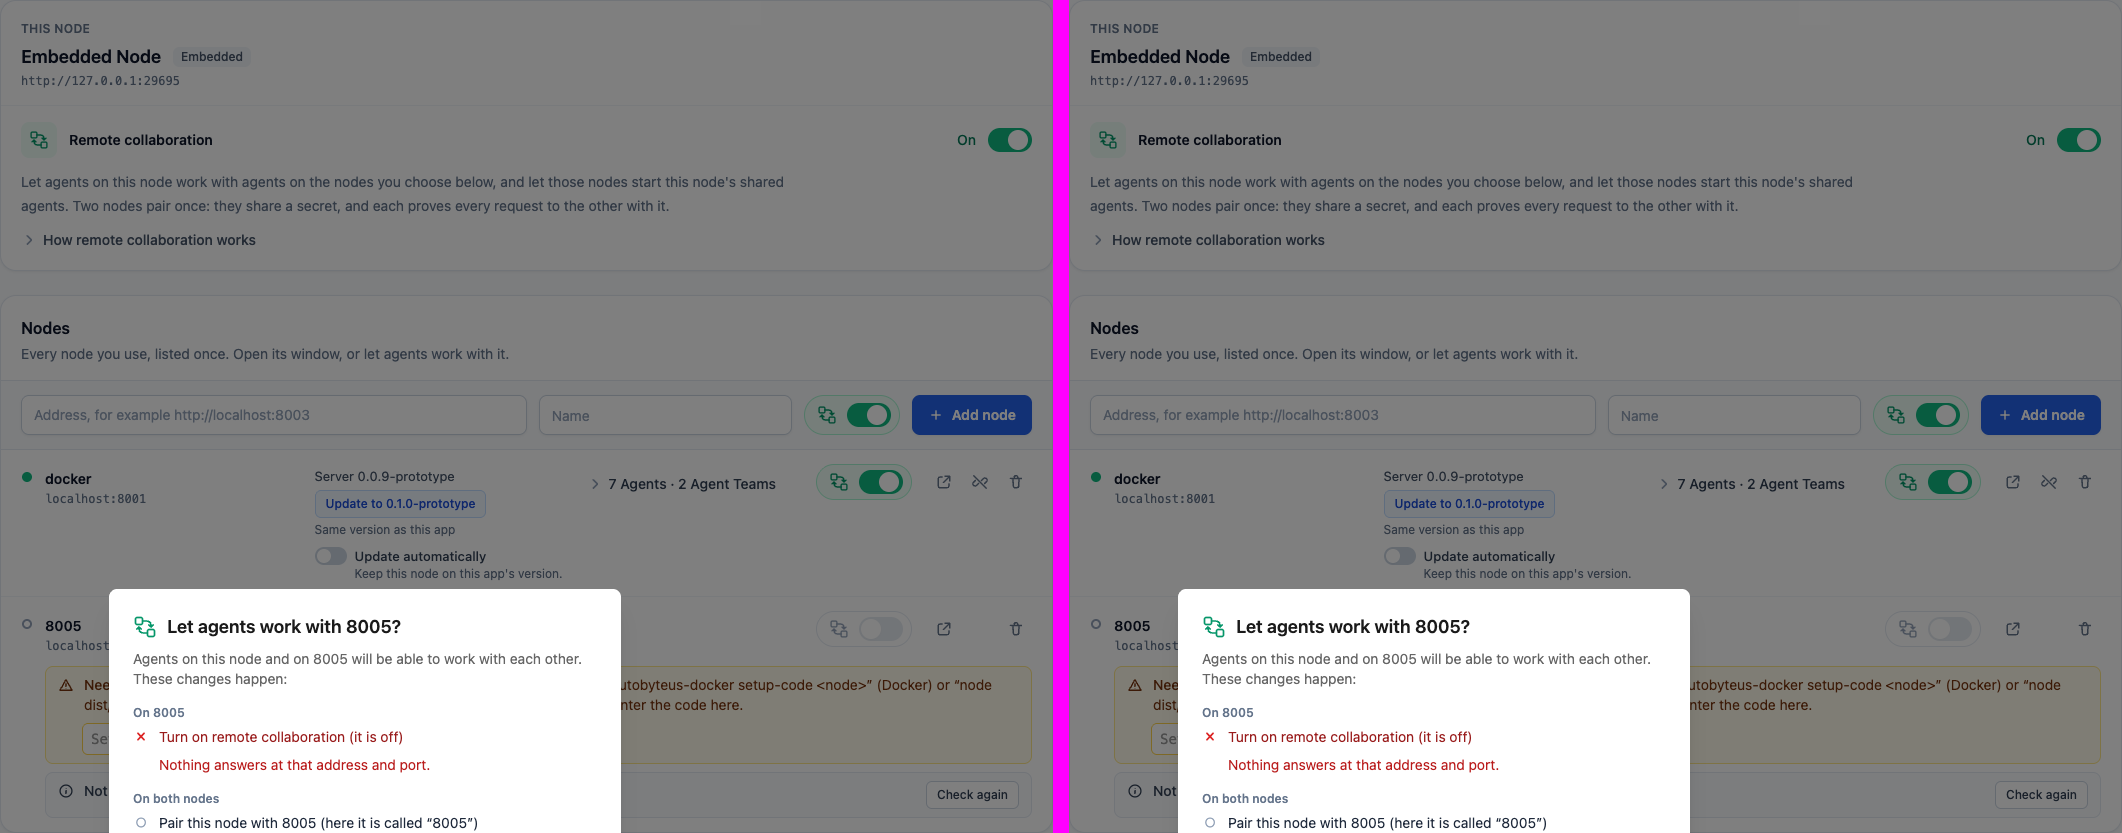 THIS NODE
Embedded Node Embedded
http://127.0.0.1:29695
Remote collaboration On
Let agents on this node work with agents on the nodes you choose below, and let those nodes start this node's shared
agents. Two nodes pair once: they share a secret, and each proves every request to the other with it.
How remote collaboration works
Nodes
Every node you use, listed once. Open its window, or let agents work with it.
Address, for example http://localhost:8003 Name + Add node
docker
localhost:8001
Server 0.0.9-prototype
Update to 0.1.0-prototype
Same version as this app
Update automatically
Keep this node on this app's version.
7 Agents · 2 Agent Teams
8005
localhost
Nee
utobyteus-docker setup-code <node>” (Docker) or “node
dist,
nter the code here.
Se
Not
Check again
Let agents work with 8005?
Agents on this node and on 8005 will be able to work with each other.
These changes happen:
On 8005
Turn on remote collaboration (it is off)
Nothing answers at that address and port.
On both nodes
Pair this node with 8005 (here it is called “8005”)
THIS NODE
Embedded Node Embedded
http://127.0.0.1:29695
Remote collaboration On
Let agents on this node work with agents on the nodes you choose below, and let those nodes start this node's shared
agents. Two nodes pair once: they share a secret, and each proves every request to the other with it.
How remote collaboration works
Nodes
Every node you use, listed once. Open its window, or let agents work with it.
Address, for example http://localhost:8003 Name + Add node
docker
localhost:8001
Server 0.0.9-prototype
Update to 0.1.0-prototype
Same version as this app
Update automatically
Keep this node on this app's version.
7 Agents · 2 Agent Teams
8005
localhost
Nee
utobyteus-docker setup-code <node>” (Docker) or “node
dist,
nter the code here.
Se
Not
Check again
Let agents work with 8005?
Agents on this node and on 8005 will be able to work with each other.
These changes happen:
On 8005
Turn on remote collaboration (it is off)
Nothing answers at that address and port.
On both nodes
Pair this node with 8005 (here it is called “8005”)